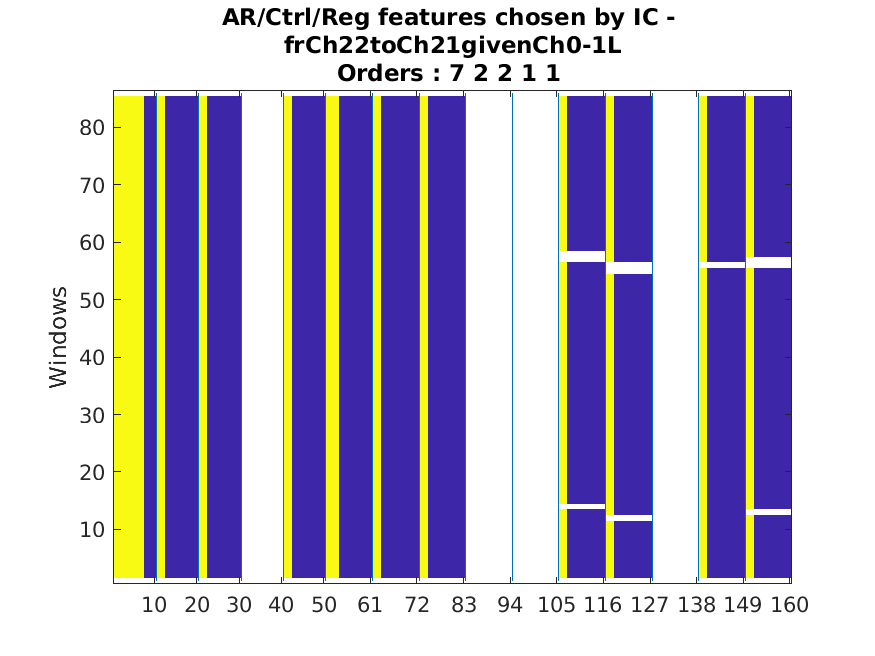 AR/Ctrl/Reg features chosen by IC -
frCh22toCh21givenCh0-1L
Orders : 7 2 2 1 1
80
70
60
50
40
30
20
10
Windows
10 20 30 40 50 61 72 83 94 105 116 127 138 149 160